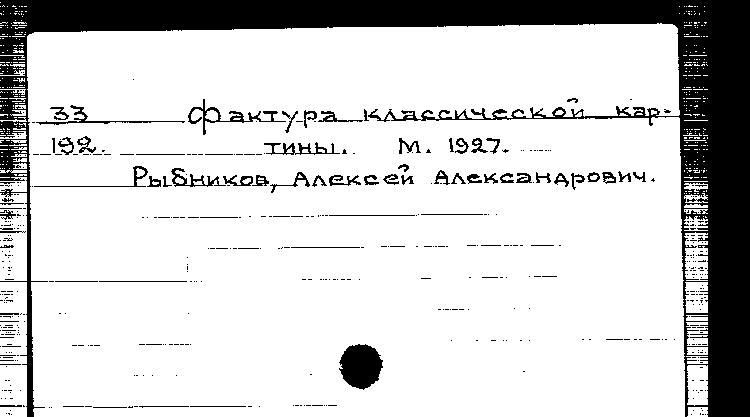 33 Фактура классической кар-
192. тины. М. 1927.
Рыбников, Алексей Александрович.